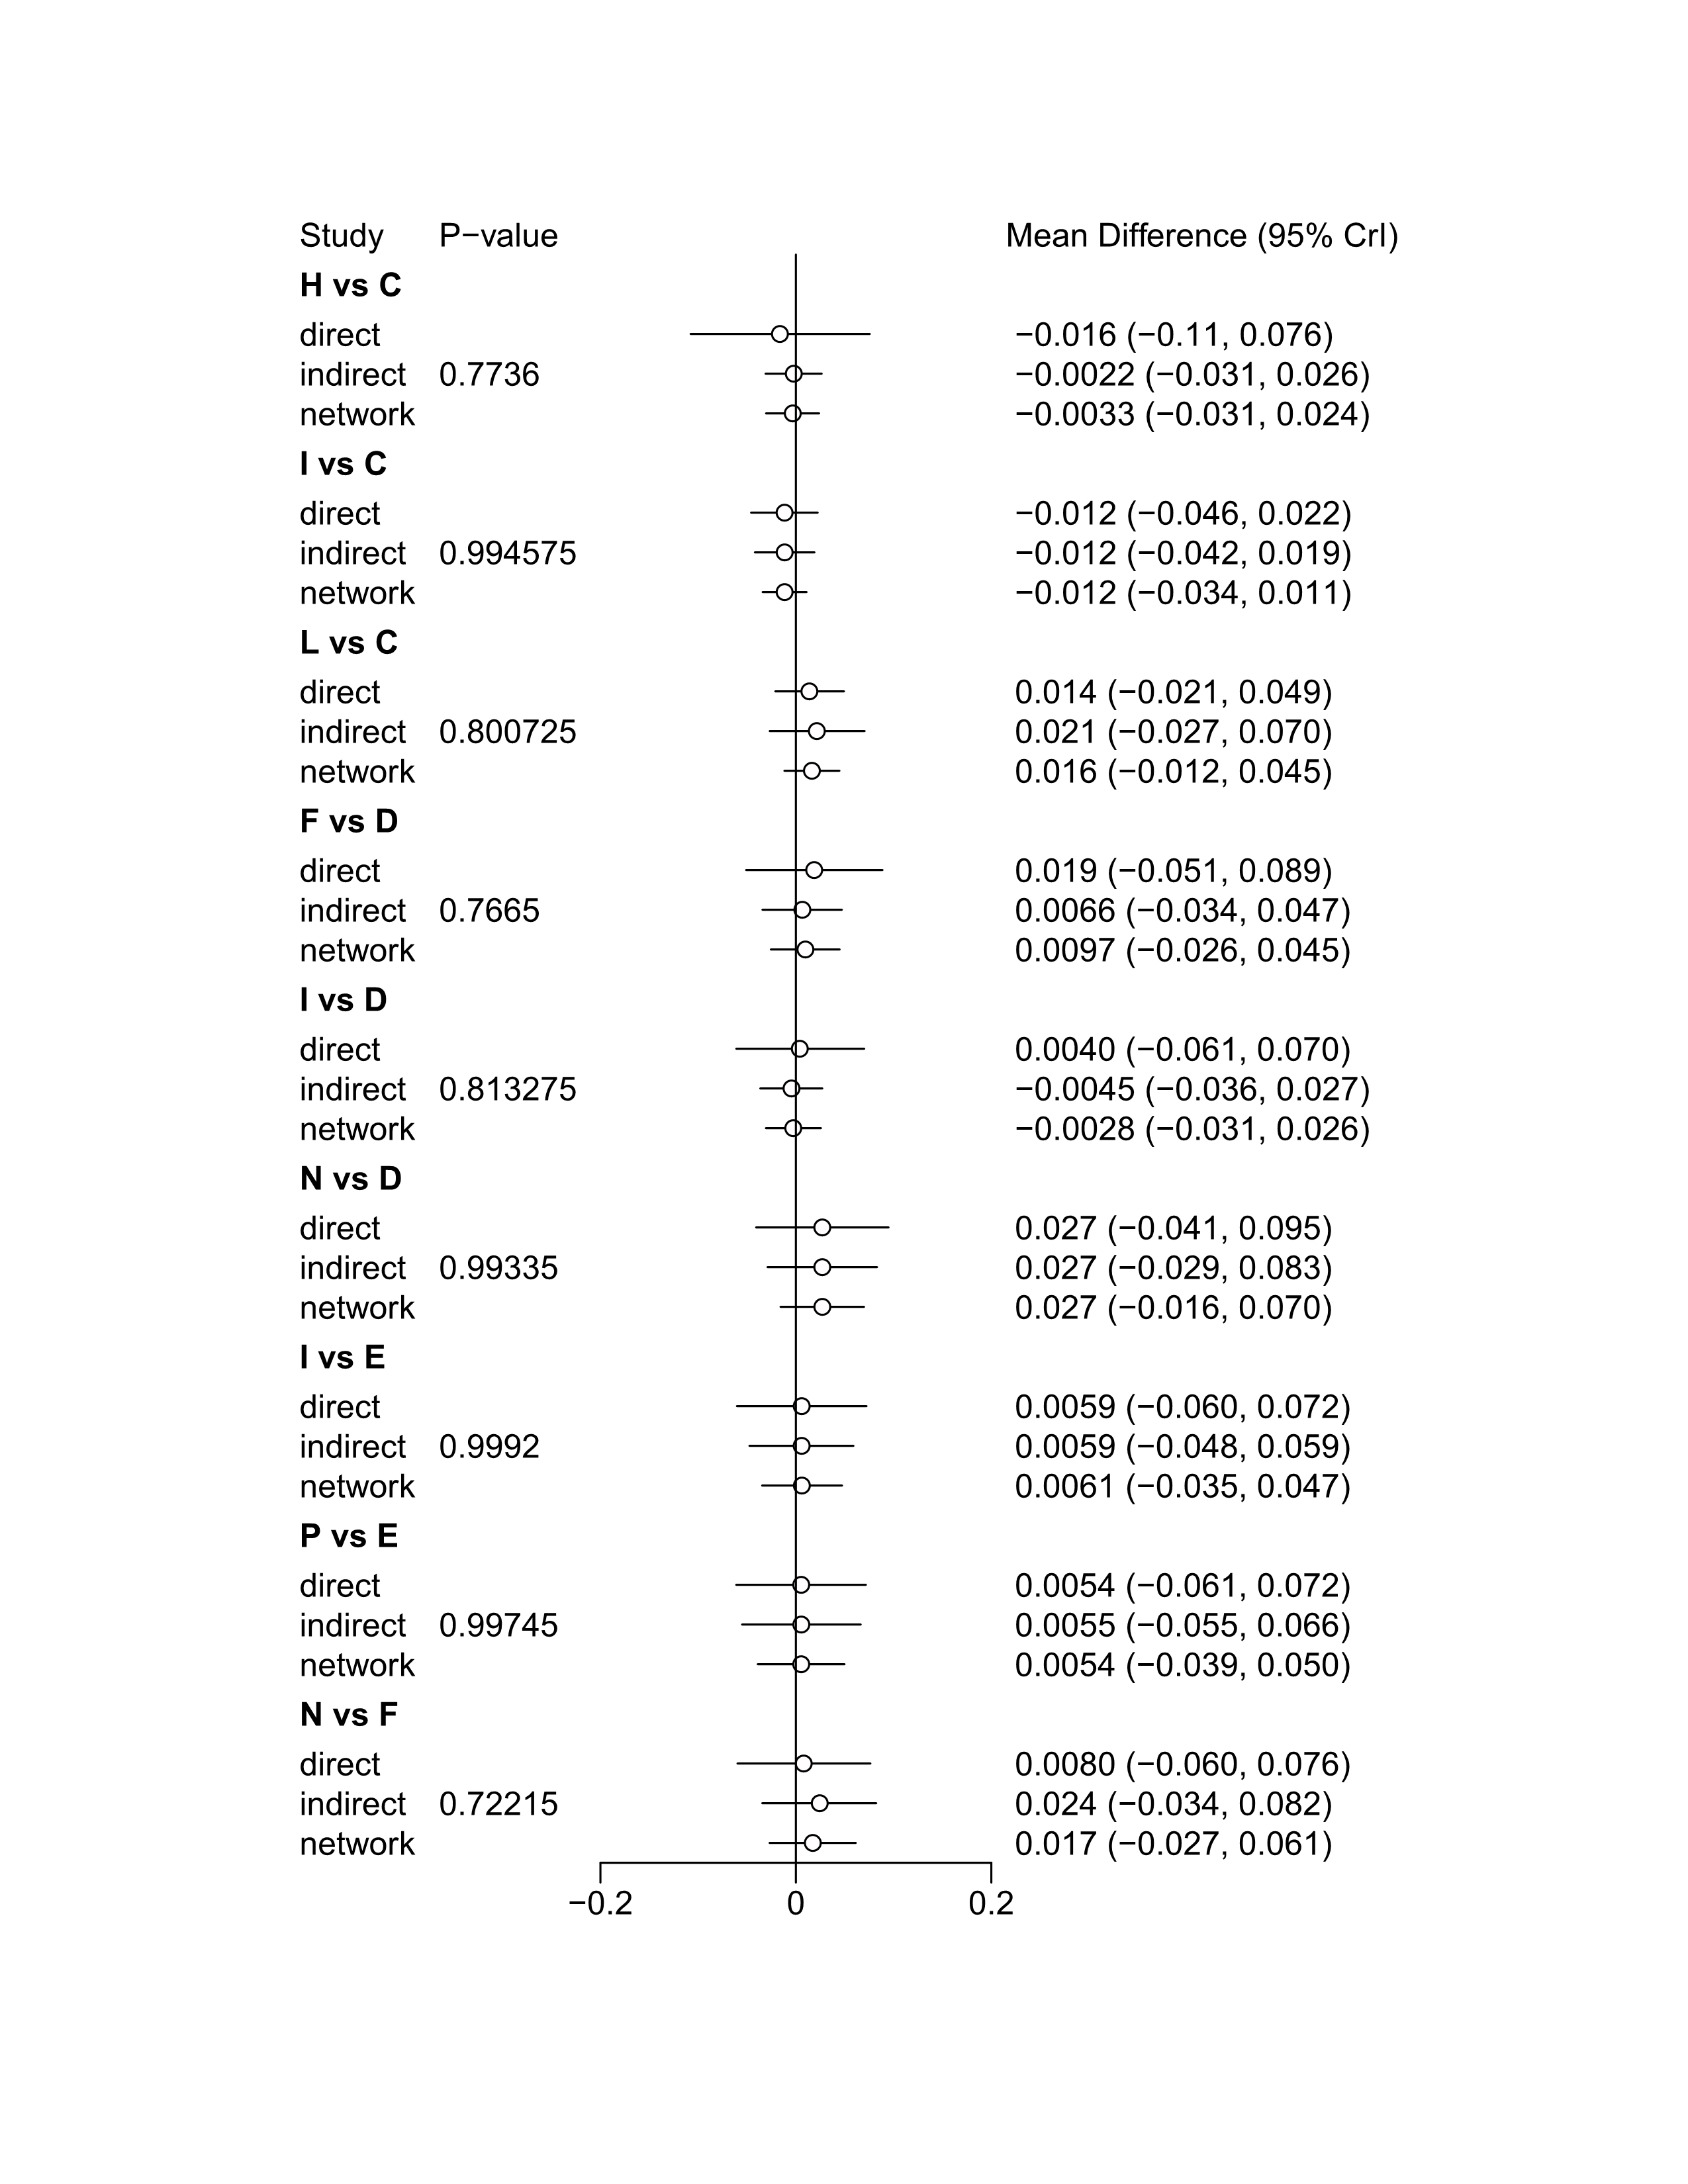 Study P−value Mean Difference (95% CrI)
H vs C
direct −0.016 (−0.11, 0.076)
indirect 0.7736 −0.0022 (−0.031, 0.026)
network −0.0033 (−0.031, 0.024)
I vs C
direct −0.012 (−0.046, 0.022)
indirect 0.994575 −0.012 (−0.042, 0.019)
network −0.012 (−0.034, 0.011)
L vs C
direct 0.014 (−0.021, 0.049)
indirect 0.800725 0.021 (−0.027, 0.070)
network 0.016 (−0.012, 0.045)
F vs D
direct 0.019 (−0.051, 0.089)
indirect 0.7665 0.0066 (−0.034, 0.047)
network 0.0097 (−0.026, 0.045)
I vs D
direct 0.0040 (−0.061, 0.070)
indirect 0.813275 −0.0045 (−0.036, 0.027)
network −0.0028 (−0.031, 0.026)
N vs D
direct 0.027 (−0.041, 0.095)
indirect 0.99335 0.027 (−0.029, 0.083)
network 0.027 (−0.016, 0.070)
I vs E
direct 0.0059 (−0.060, 0.072)
indirect 0.9992 0.0059 (−0.048, 0.059)
network 0.0061 (−0.035, 0.047)
P vs E
direct 0.0054 (−0.061, 0.072)
indirect 0.99745 0.0055 (−0.055, 0.066)
network 0.0054 (−0.039, 0.050)
N vs F
direct 0.0080 (−0.060, 0.076)
indirect 0.72215 0.024 (−0.034, 0.082)
network 0.017 (−0.027, 0.061)
−0.2 0 0.2